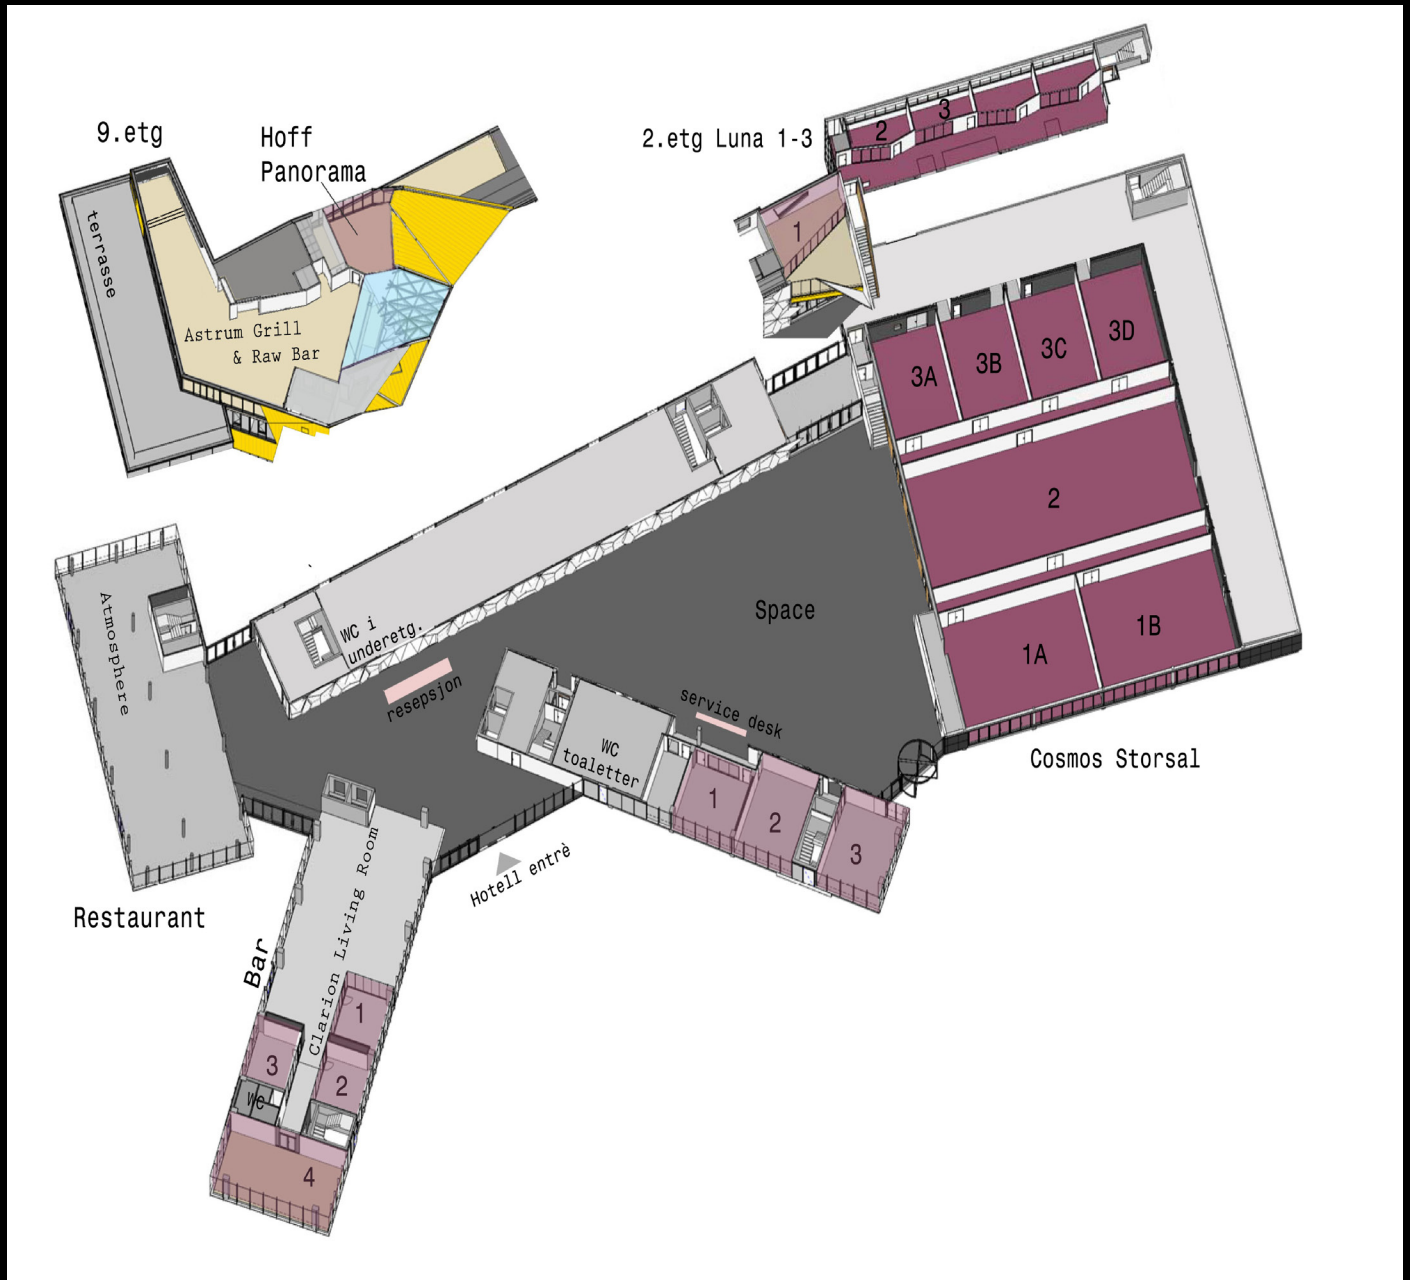 9.etg
Hoff
Panorama
terrasse
Astrum Grill
& Raw Bar
2.etg Luna 1-3
2
3
1
3A
3B
3C
3D
2
1A
1B
Cosmos Storsal
Space
WC i
underetg.
resepsjon
service desk
WC
toaletter
1
2
3
Hotell entrè
Atmosphere
Restaurant
Bar
Clarion Living Room
1
2
3
WC
4